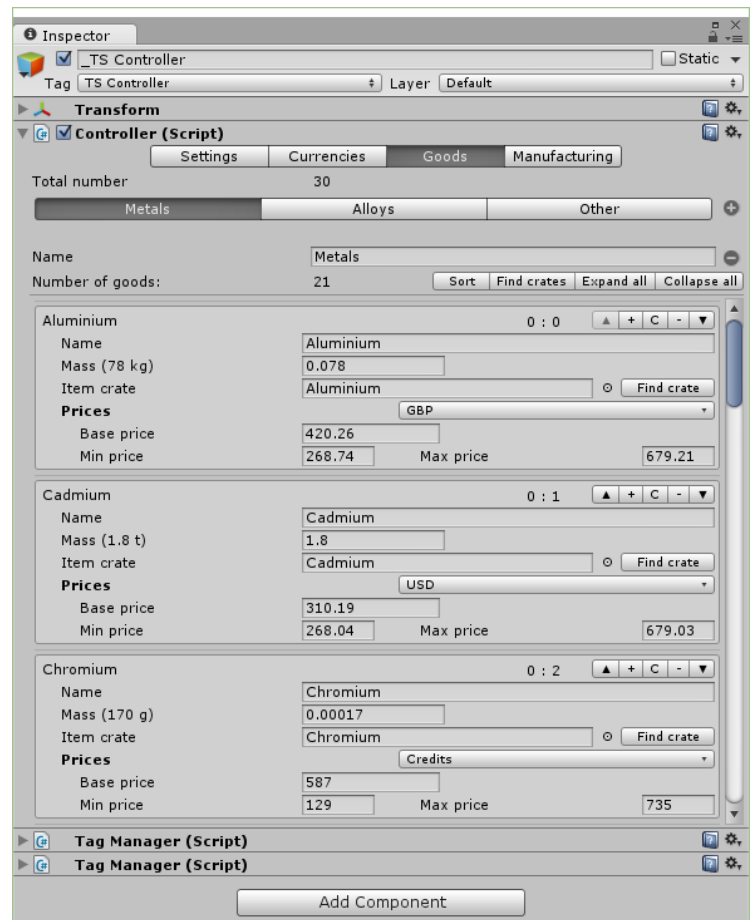 Inspector
_TS Controller Static
Tag TS Controller Layer Default
Transform
Controller (Script)
Settings Currencies Goods Manufacturing
Total number 30
Metals Alloys Other
Name Metals
Number of goods: 21 Sort Find crates Expand all Collapse all
Aluminium 0 : 0 ▲ + C - ▼
Name Aluminium
Mass (78 kg) 0.078
Item crate Aluminium Find crate
Prices GBP
Base price 420.26
Min price 268.74 Max price 679.21
Cadmium 0 : 1 ▲ + C - ▼
Name Cadmium
Mass (1.8 t) 1.8
Item crate Cadmium Find crate
Prices USD
Base price 310.19
Min price 268.04 Max price 679.03
Chromium 0 : 2 ▲ + C - ▼
Name Chromium
Mass (170 g) 0.00017
Item crate Chromium Find crate
Prices Credits
Base price 587
Min price 129 Max price 735
Tag Manager (Script)
Tag Manager (Script)
Add Component